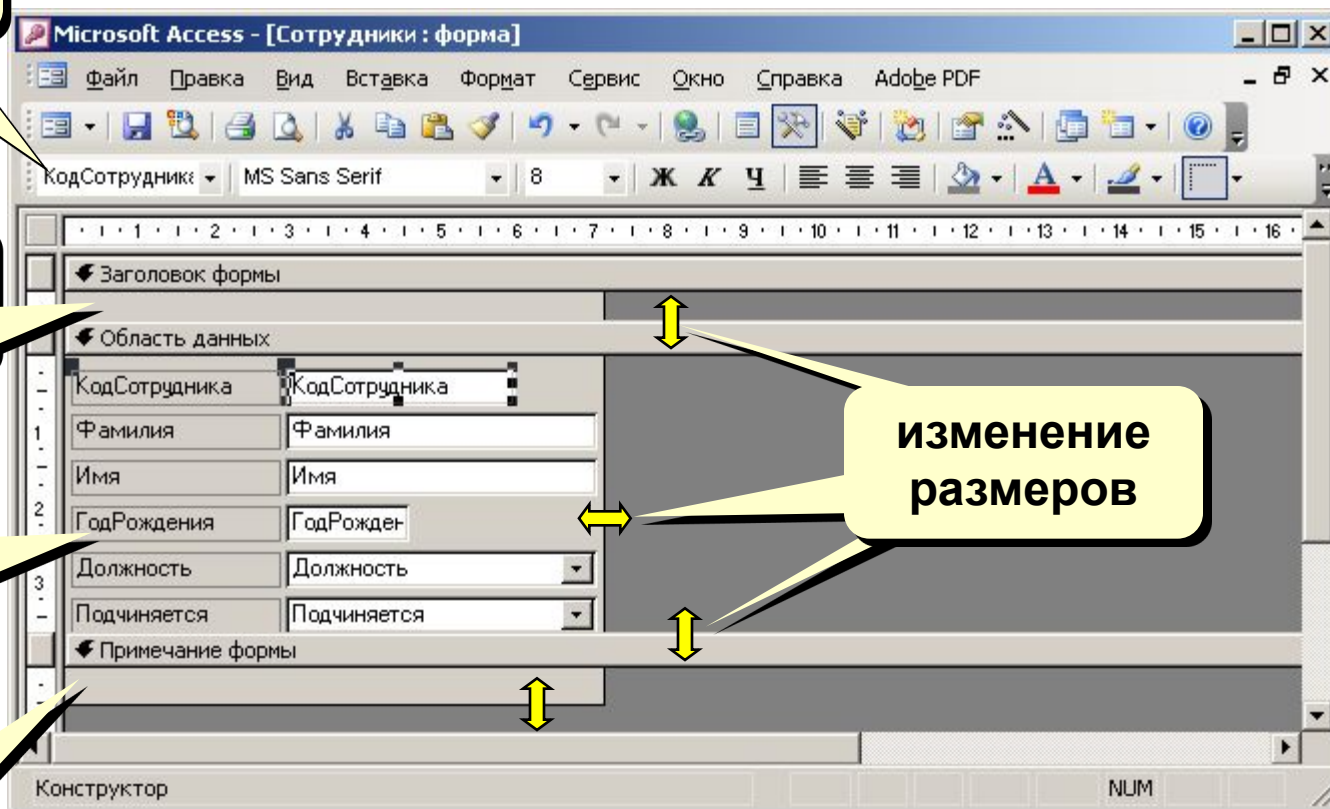 Microsoft Access - [Сотрудники : форма]
Файл Правка Вид Вставка Формат Сервис Окно Справка Adobe PDF
КодСотрудника MS Sans Serif 8 Ж К Ч
1 2 3 4 5 6 7 8 9 10 11 12 13 14 15 16
Заголовок формы
Область данных
КодСотрудника КодСотрудника
1 Фамилия Фамилия
Имя Имя
2 ГодРождения ГодРожден
3 Должность Должность
Подчиняется Подчиняется
Примечание формы
изменение
размеров
Конструктор NUM